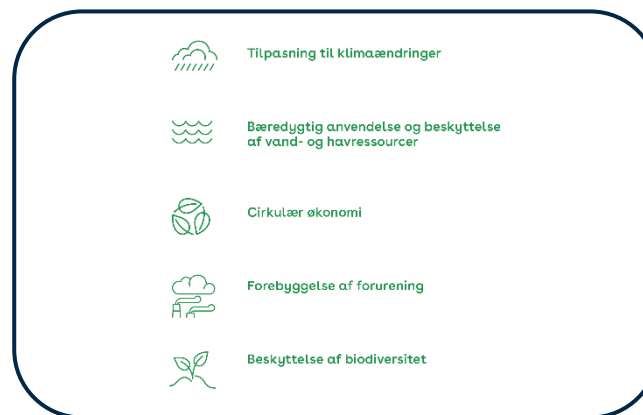 Tilpasning til klimaændringer
Bæredygtig anvendelse og beskyttelse
af vand- og havressourcer
Cirkulær økonomi
Forebyggelse af forurening
Beskyttelse af biodiversitet